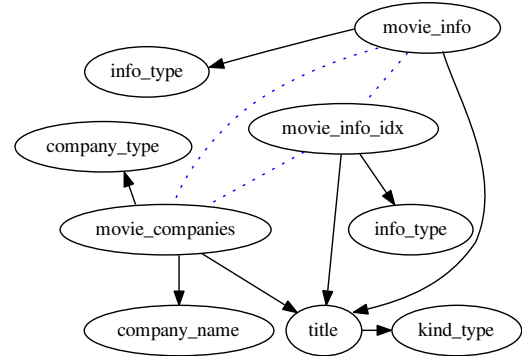 movie_info
info_type
movie_info_idx
company_type
movie_companies
info_type
company_name
title
kind_type